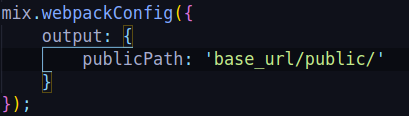 mix.webpackConfig({
    output: {
        publicPath: 'base_url/public/'
    }
});